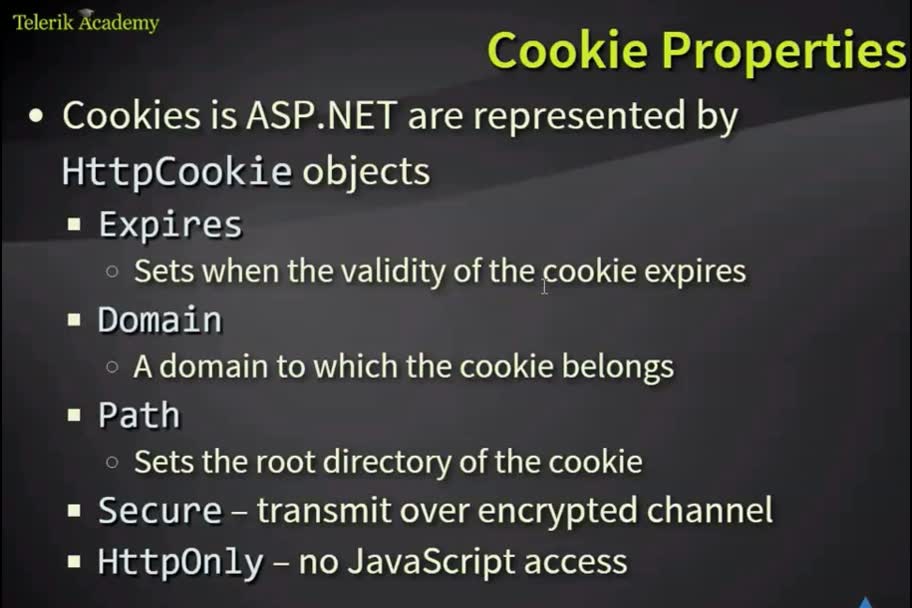 Telerik Academy
Cookie Properties
• Cookies is ASP.NET are represented by
HttpCookie objects
▪ Expires
○ Sets when the validity of the cookie expires
▪ Domain
○ A domain to which the cookie belongs
▪ Path
○ Sets the root directory of the cookie
▪ Secure – transmit over encrypted channel
▪ HttpOnly – no JavaScript access